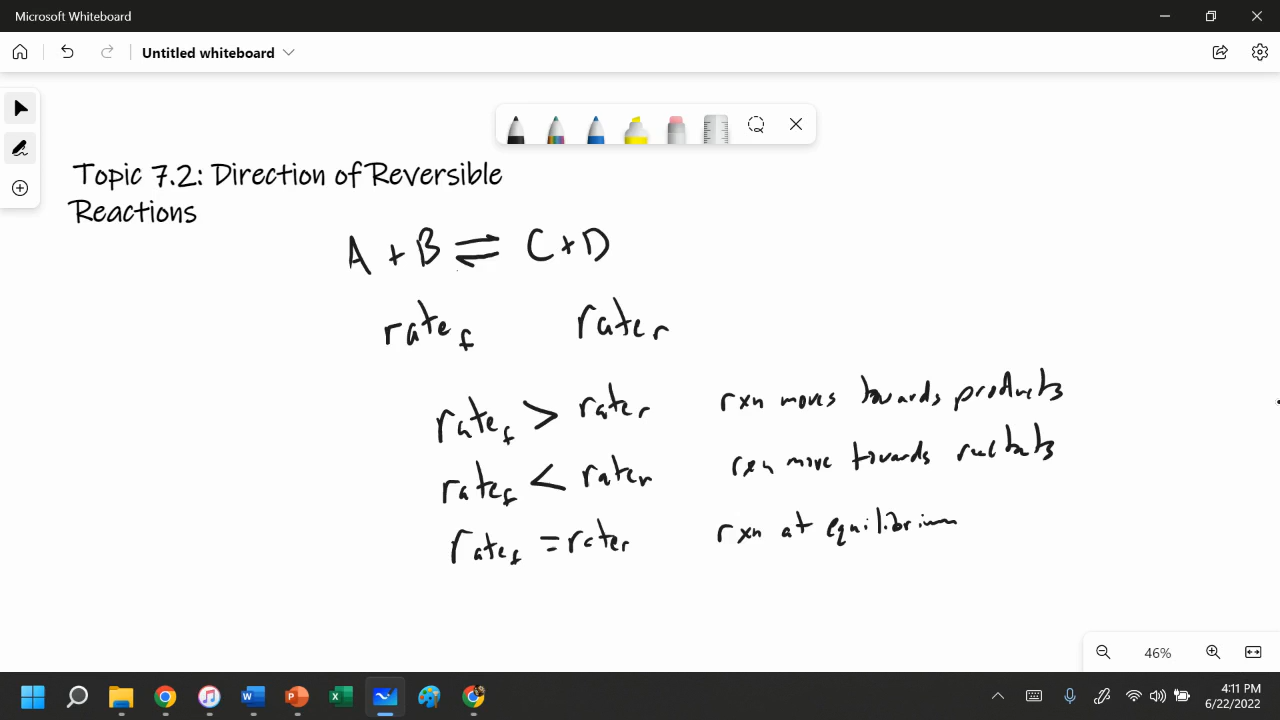 Microsoft Whiteboard
Untitled whiteboard
Topic 7.2: Direction of Reversible
Reactions
A + B ⇌ C + D
rate_f rate_r
rate_f > rate_r rxn moves towards products
rate_f < rate_r rxn move towards
rate_f = rate_r rxn at equilibrium
46%
4:11 PM
6/22/2022